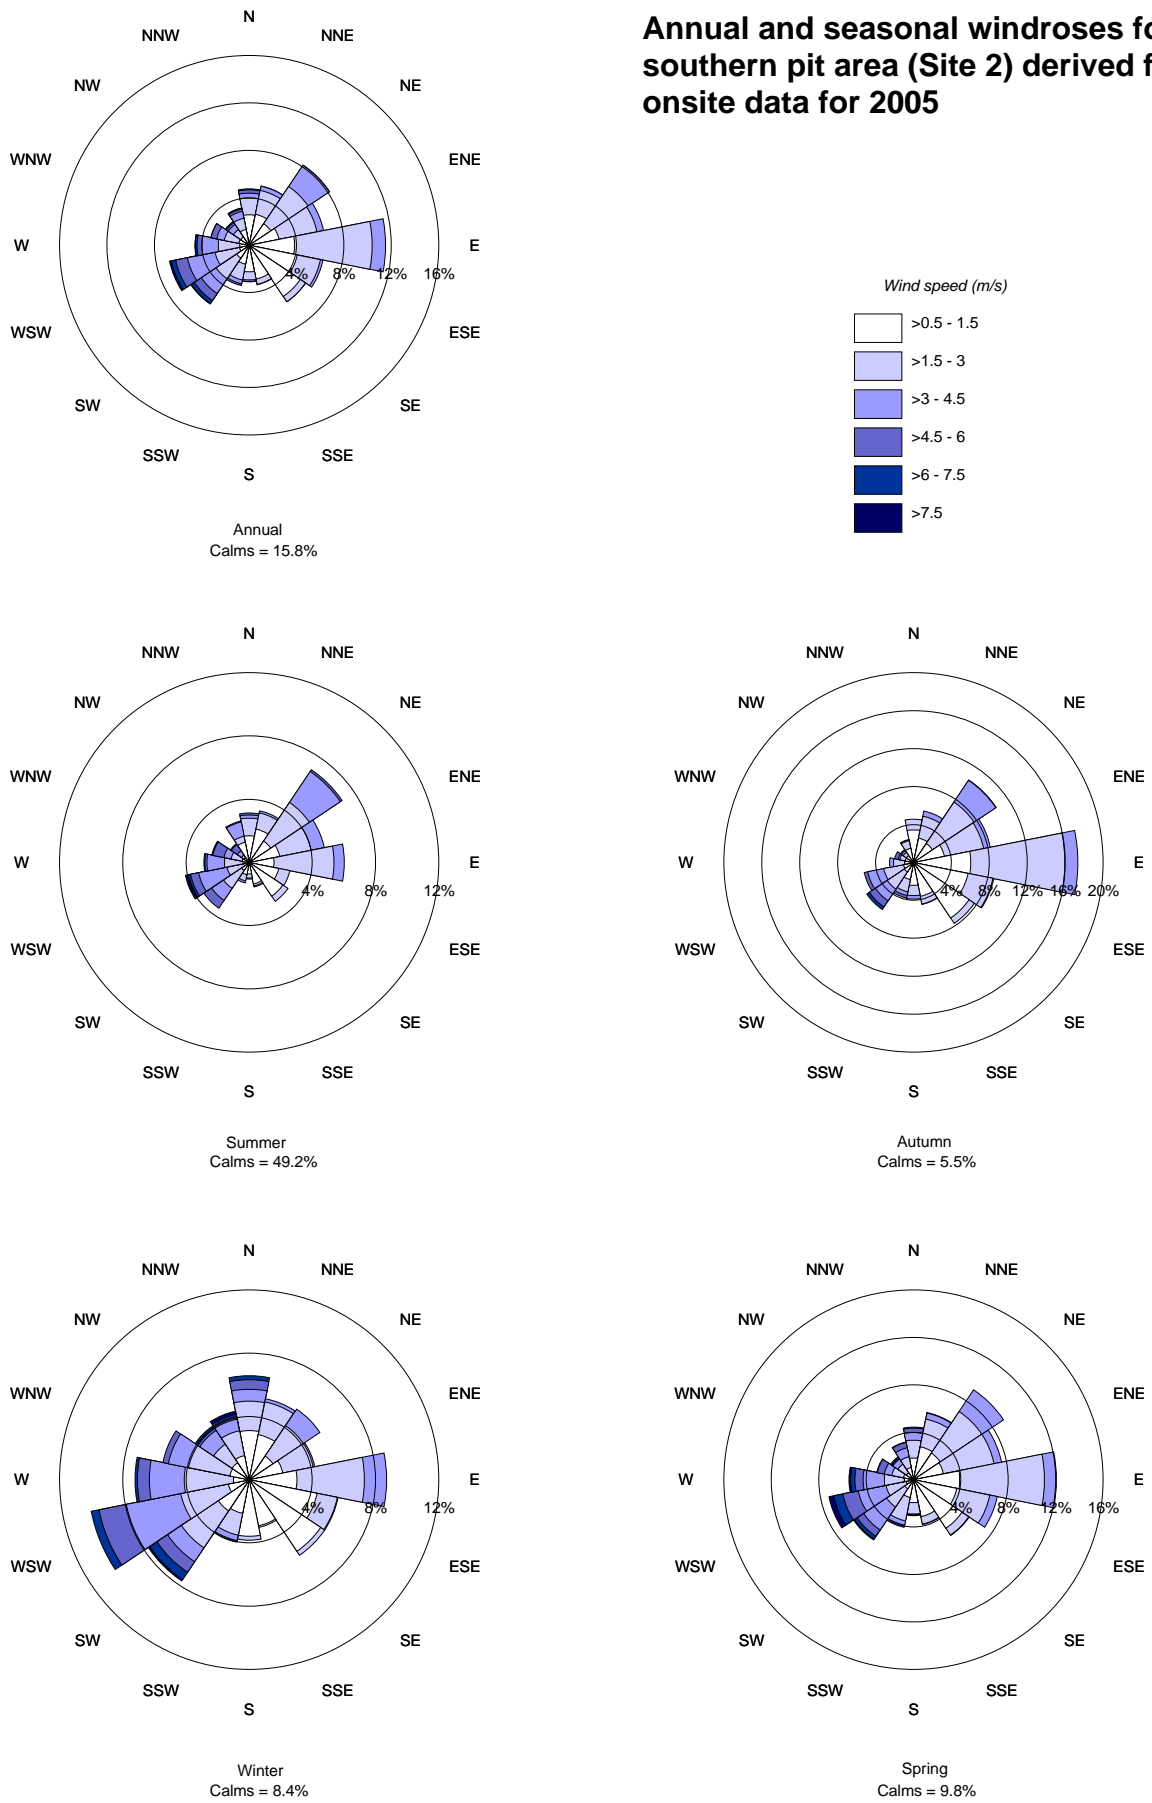 Annual and seasonal windroses fo
southern pit area (Site 2) derived f
onsite data for 2005
N
NNW NNE
NW NE
WNW ENE
W E
4% 8% 12% 16%
WSW ESE
SW SE
SSW SSE
S
Annual
Calms = 15.8%
Wind speed (m/s)
>0.5 - 1.5
>1.5 - 3
>3 - 4.5
>4.5 - 6
>6 - 7.5
>7.5
N
NNW NNE
NW NE
WNW ENE
W E
4% 8% 12%
WSW ESE
SW SE
SSW SSE
S
Summer
Calms = 49.2%
N
NNW NNE
NW NE
WNW ENE
W E
4% 8% 12% 16% 20%
WSW ESE
SW SE
SSW SSE
S
Autumn
Calms = 5.5%
N
NNW NNE
NW NE
WNW ENE
W E
4% 8% 12%
WSW ESE
SW SE
SSW SSE
S
Winter
Calms = 8.4%
N
NNW NNE
NW NE
WNW ENE
W E
4% 8% 12% 16%
WSW ESE
SW SE
SSW SSE
S
Spring
Calms = 9.8%